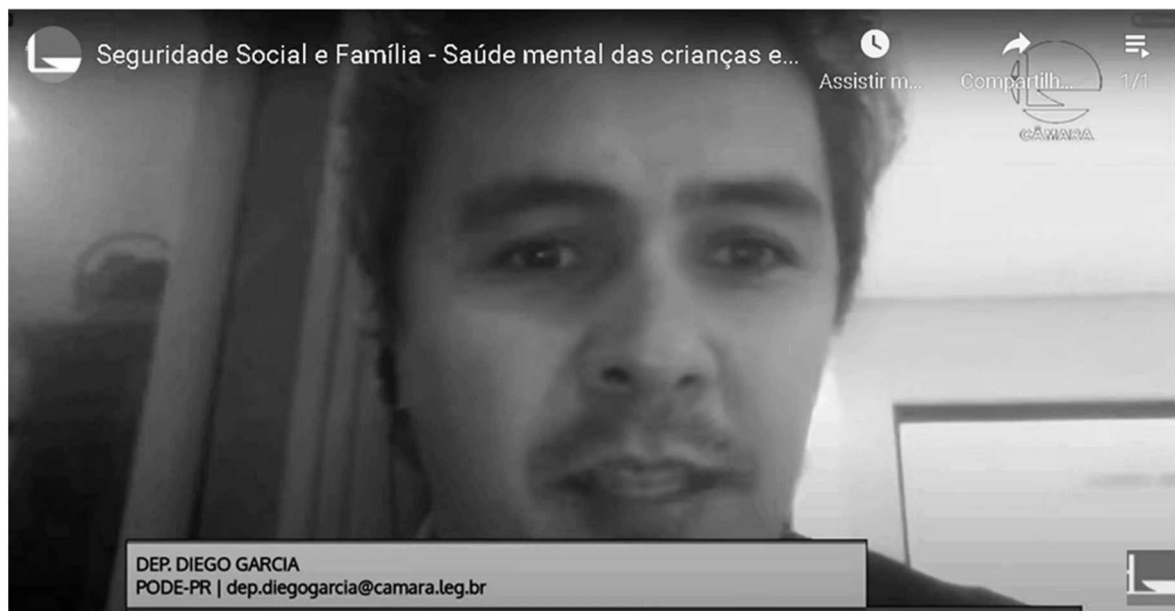 Seguridade Social e Família - Saúde mental das crianças e...
Assistir m...
Compartilh...
1/1
CÂMARA
DEP. DIEGO GARCIA
PODE-PR | dep.diegogarcia@camara.leg.br